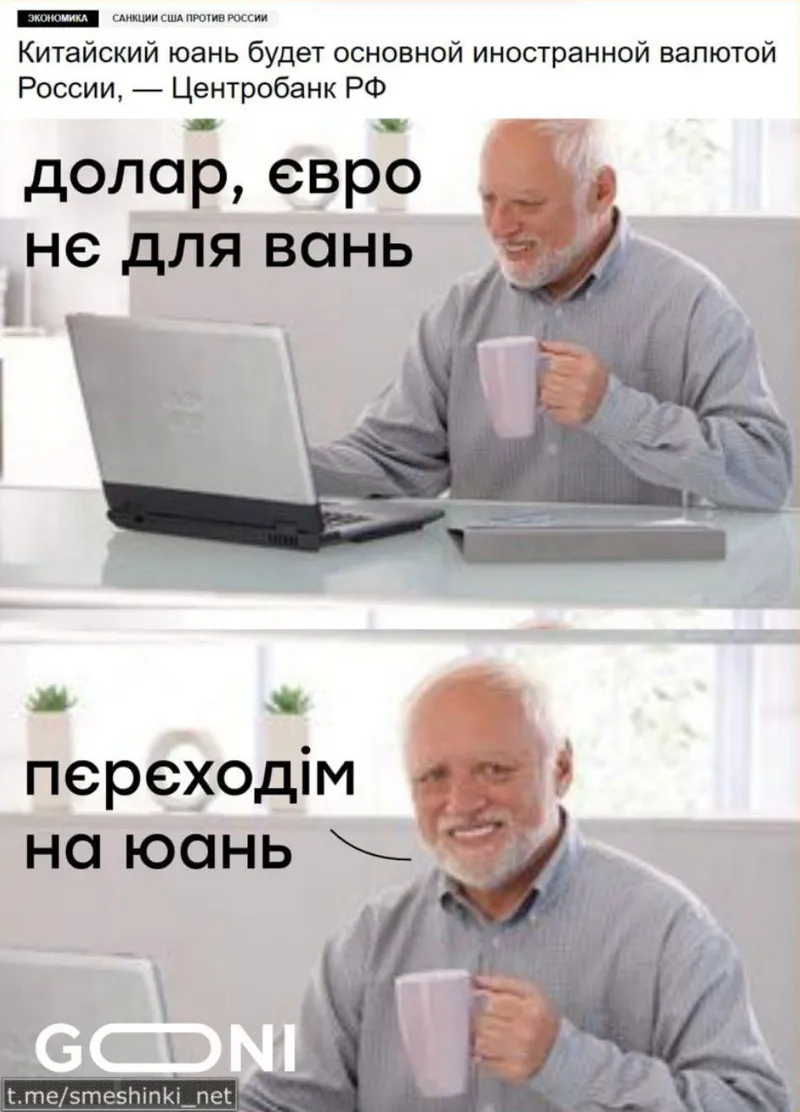 ЭКОНОМИКА САНКЦИИ США ПРОТИВ РОССИИ
Китайский юань будет основной иностранной валютой
России, — Центробанк РФ
долар, євро
нє для вань
пєрєходім
на юань
GOONI
t.me/smeshinki_net